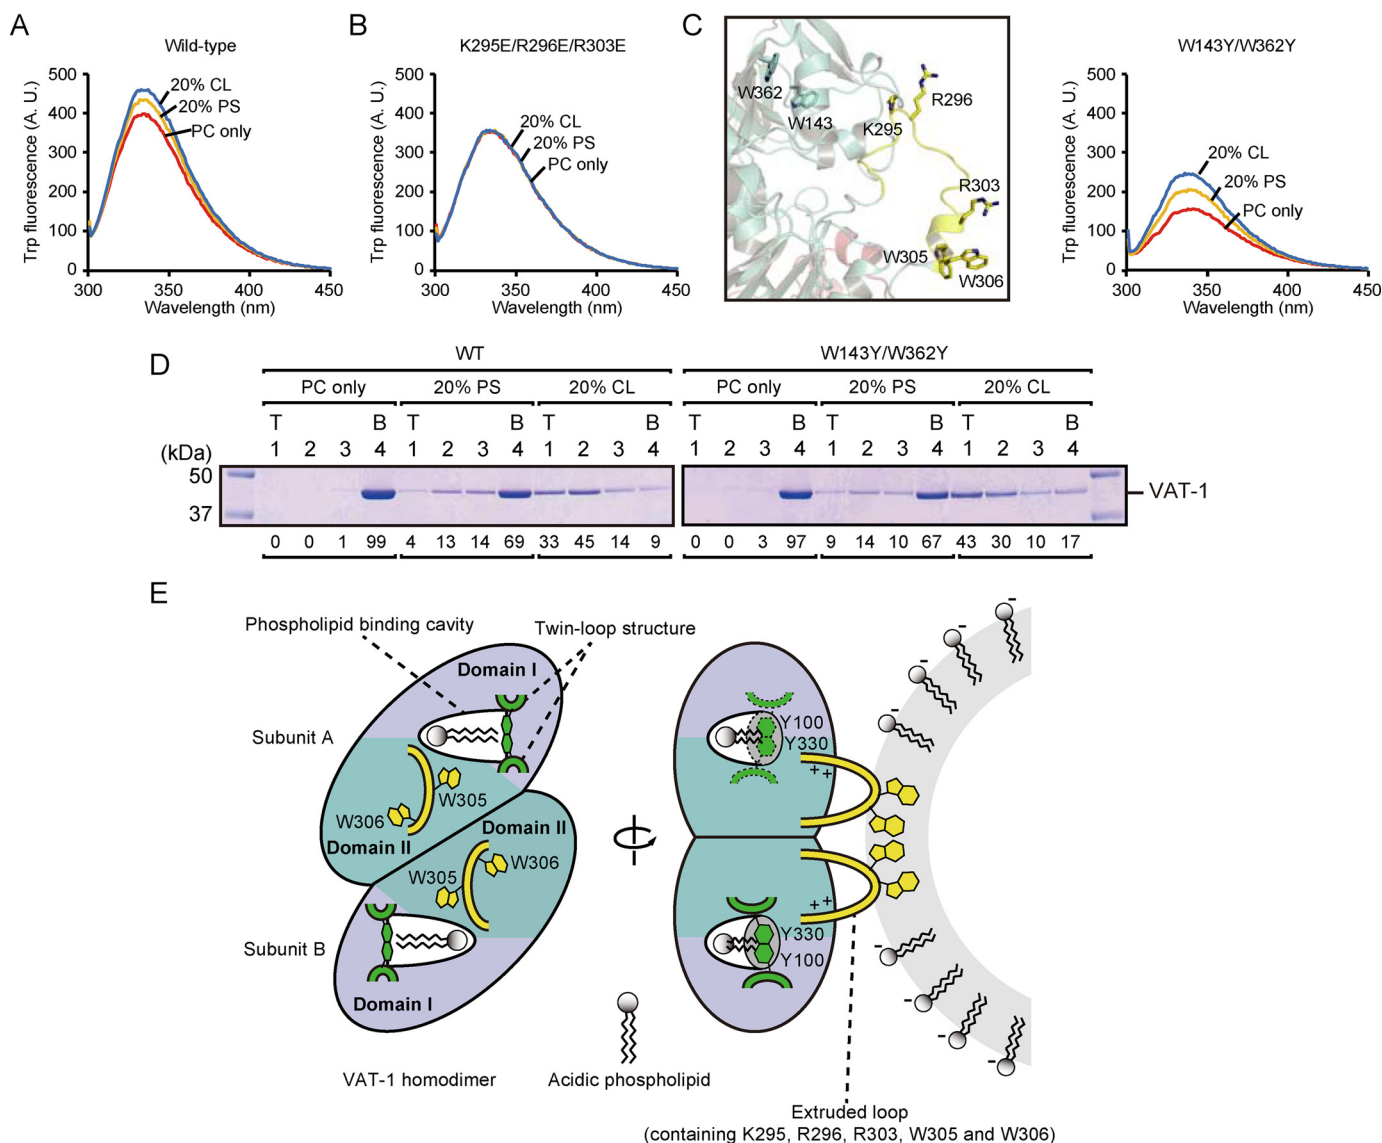 A
Wild-type
Trp fluorescence (A. U.)
500
400
300
200
100
0
20% CL
20% PS
PC only
300 350 400 450
Wavelength (nm)
B
K295E/R296E/R303E
Trp fluorescence (A. U.)
500
400
300
200
100
0
20% CL
20% PS
PC only
300 350 400 450
Wavelength (nm)
C
W362
W143
K295
R296
R303
W305
W306
W143Y/W362Y
Trp fluorescence (A. U.)
500
400
300
200
100
0
20% CL
20% PS
PC only
300 350 400 450
Wavelength (nm)
D
WT W143Y/W362Y
PC only 20% PS 20% CL PC only 20% PS 20% CL
T B T B T B T B T B T B
(kDa) 1 2 3 4 1 2 3 4 1 2 3 4 1 2 3 4 1 2 3 4 1 2 3 4
50
37
VAT-1
0 0 1 99 4 13 14 69 33 45 14 9 0 0 3 97 9 14 10 67 43 30 10 17
E
Phospholipid binding cavity
Twin-loop structure
Domain I
Subunit A
W305
W306
Domain II
Domain II
W305
W306
Subunit B
Domain I
VAT-1 homodimer
Acidic phospholipid
Y100
Y330
+ +
+ +
Y330
Y100
- - - -
- - - -
Extruded loop
(containing K295, R296, R303, W305 and W306)